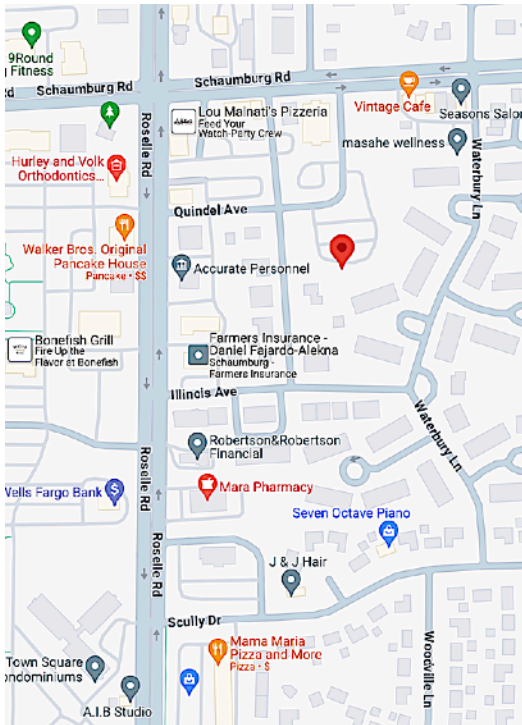 9Round
Fitness
Rd
Schaumburg Rd
Schaumburg Rd
Vintage Cafe
Seasons Salon
Roselle Rd
Lou Malnati's Pizzeria
Feed Your
Watch-Party Crew
masahe wellness
Waterbury Ln
Hurley and Volk
Orthodontics...
Quindel Ave
Walker Bros. Original
Pancake House
Pancake • $$
Accurate Personnel
Bonefish Grill
Fire Up the
Flavor at Bonefish
Farmers Insurance -
Daniel Fajardo-Alekna
Schaumburg -
Farmers Insurance
Illinois Ave
Waterbury Ln
Robertson&Robertson
Financial
Roselle Rd
Wells Fargo Bank
Mara Pharmacy
Seven Octave Piano
Roselle Rd
J & J Hair
Scully Dr
Mama Maria
Pizza and More
Pizza • $
Woodville Ln
Town Square
ondominiums
A.I.B Studio